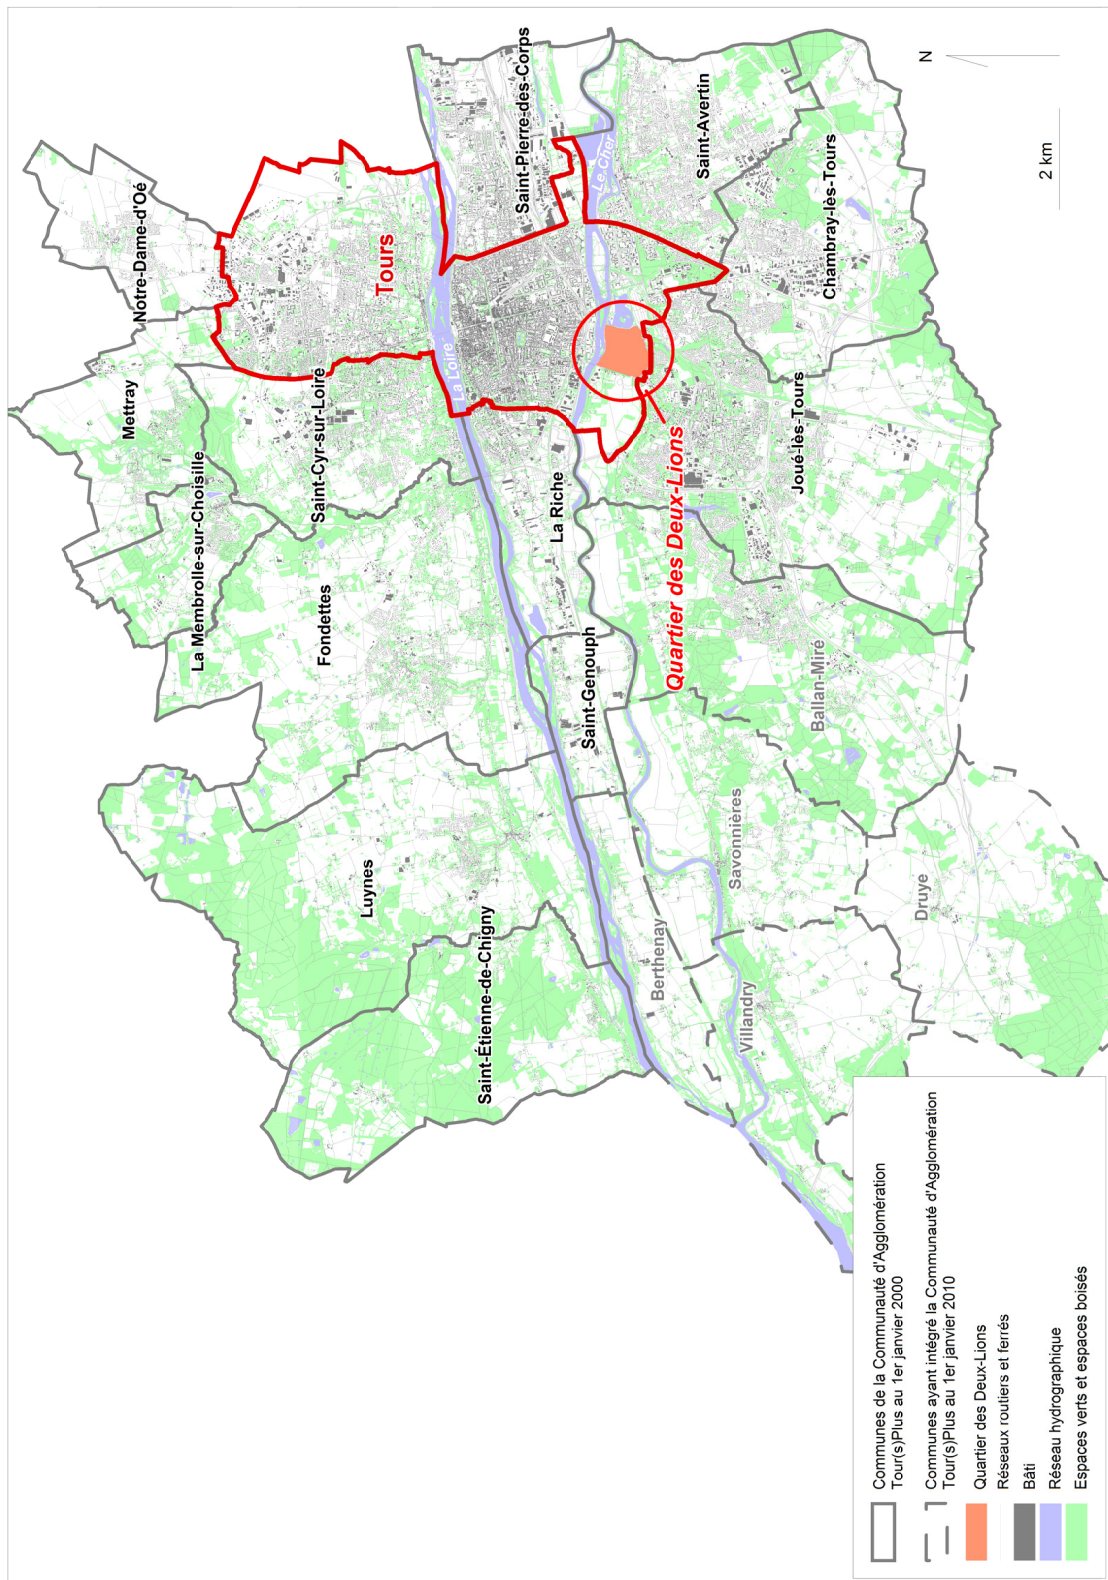 Notre-Dame-d'Oé
Mettray
La Membrolle-sur-Choisille
Saint-Cyr-sur-Loire
Tours
Fondettes
Luynes
Saint-Étienne-de-Chigny
La Loire
Saint-Pierre-des-Corps
La Riche
Saint-Genouph
Le Cher
Berthenay
Saint-Avertin
Quartier des Deux-Lions
Savonnières
Villandry
Chambray-lès-Tours
Joué-lès-Tours
Ballan-Miré
Druye
N
2 km
Communes de la Communauté d'Agglomération
Tour(s)Plus au 1er janvier 2000
Communes ayant intégré la Communauté d'Agglomération
Tour(s)Plus au 1er janvier 2010
Quartier des Deux-Lions
Réseaux routiers et ferrés
Bâti
Réseau hydrographique
Espaces verts et espaces boisés